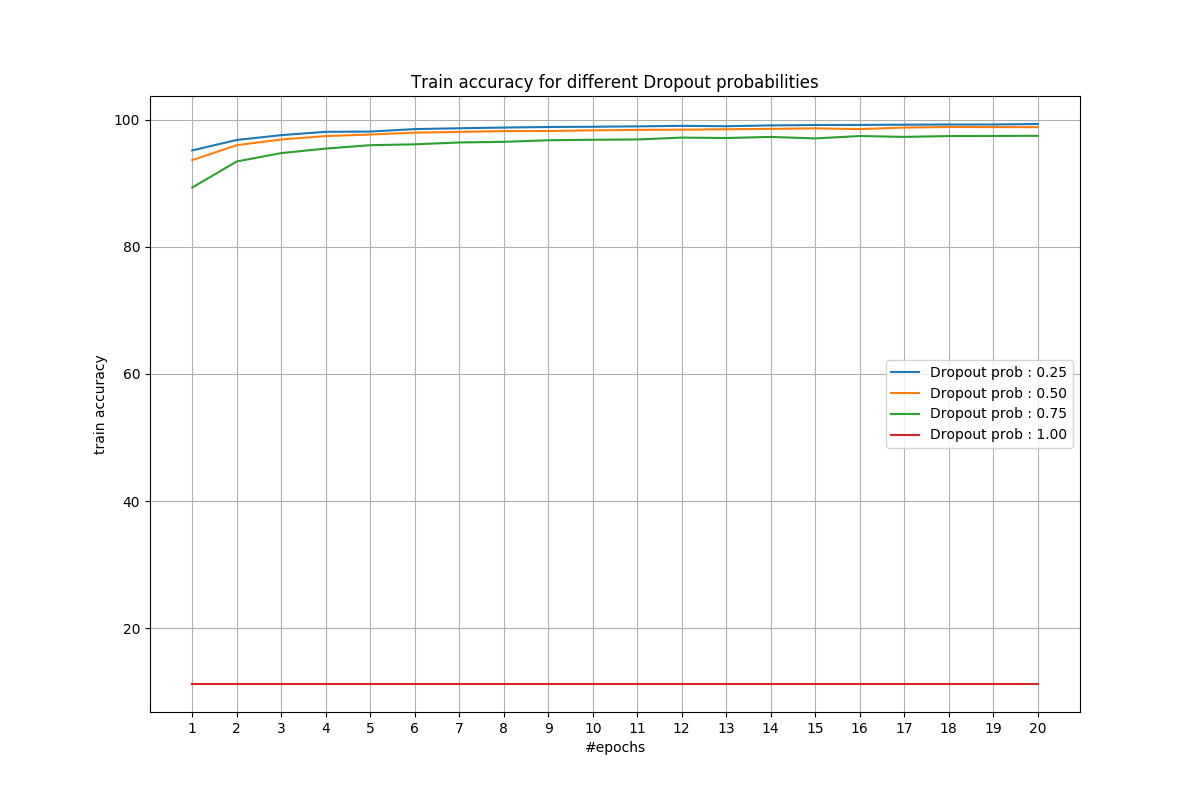 Train accuracy for different Dropout probabilities
100
80
60
40
20
train accuracy
Dropout prob : 0.25
Dropout prob : 0.50
Dropout prob : 0.75
Dropout prob : 1.00
1 2 3 4 5 6 7 8 9 10 11 12 13 14 15 16 17 18 19 20
#epochs